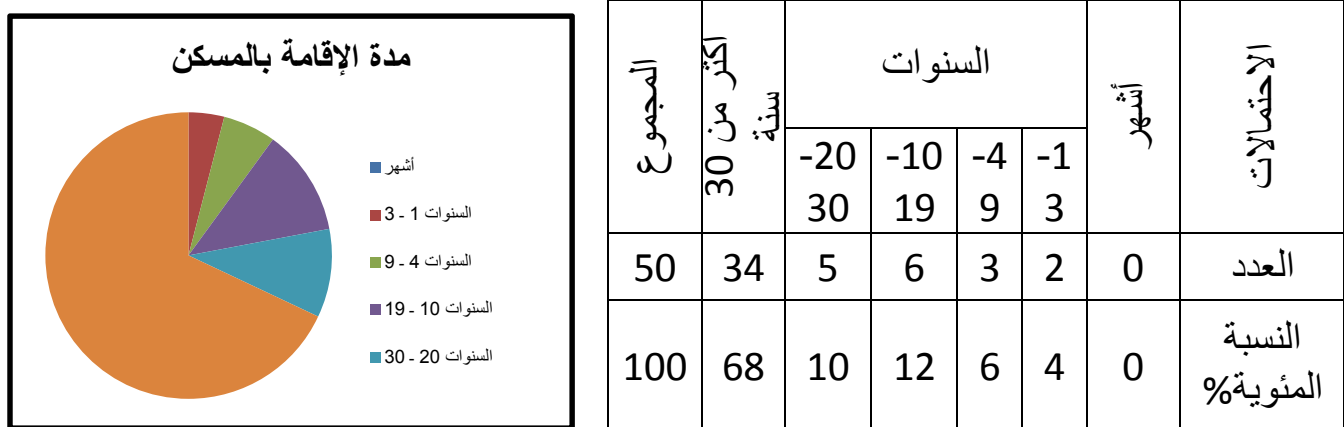 مدة الإقامة بالمسكن
أشهر
السنوات 1 - 3
السنوات 4 - 9
السنوات 10 - 19
السنوات 20 - 30
الاحتمالات
أشهر
السنوات
اكثر من 30
سنة
المجموع
1-
3
4-
9
10-
19
20-
30
العدد 0 2 3 6 5 34 50
النسبة
المئوية% 0 4 6 12 10 68 100